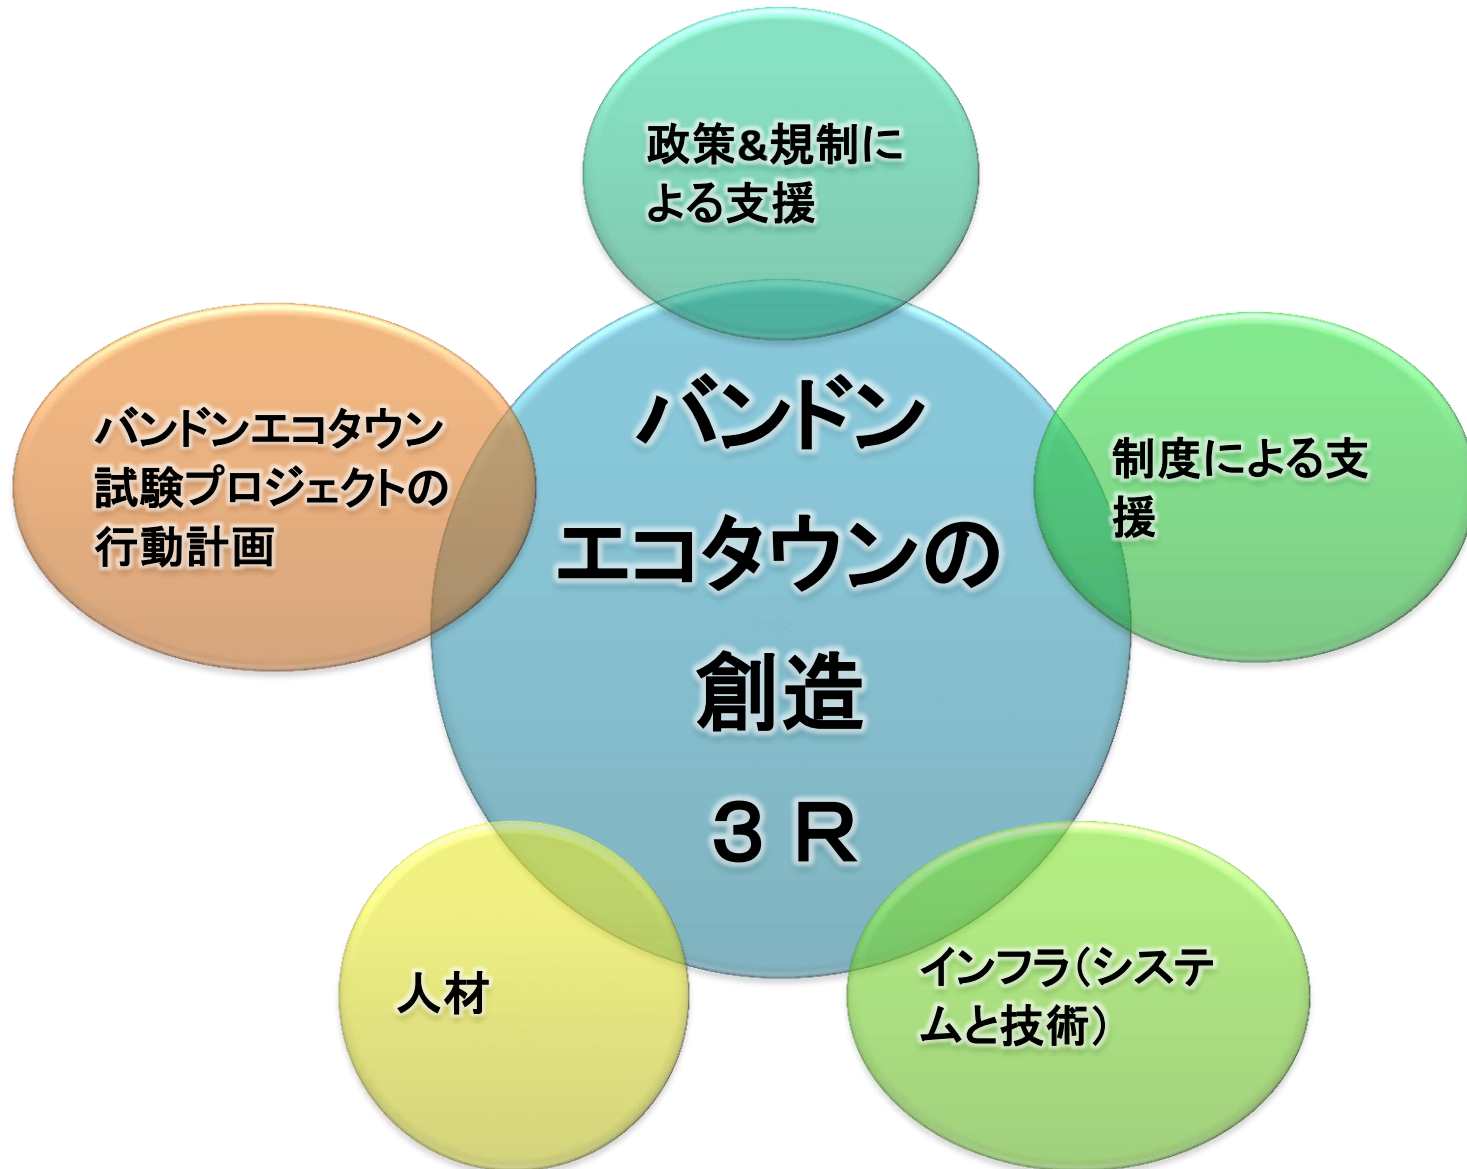 政策&規制に
よる支援
バンドンエコタウン
試験プロジェクトの
行動計画
バンドン
エコタウンの
創造
３Ｒ
制度による支
援
人材
インフラ（システ
ムと技術）